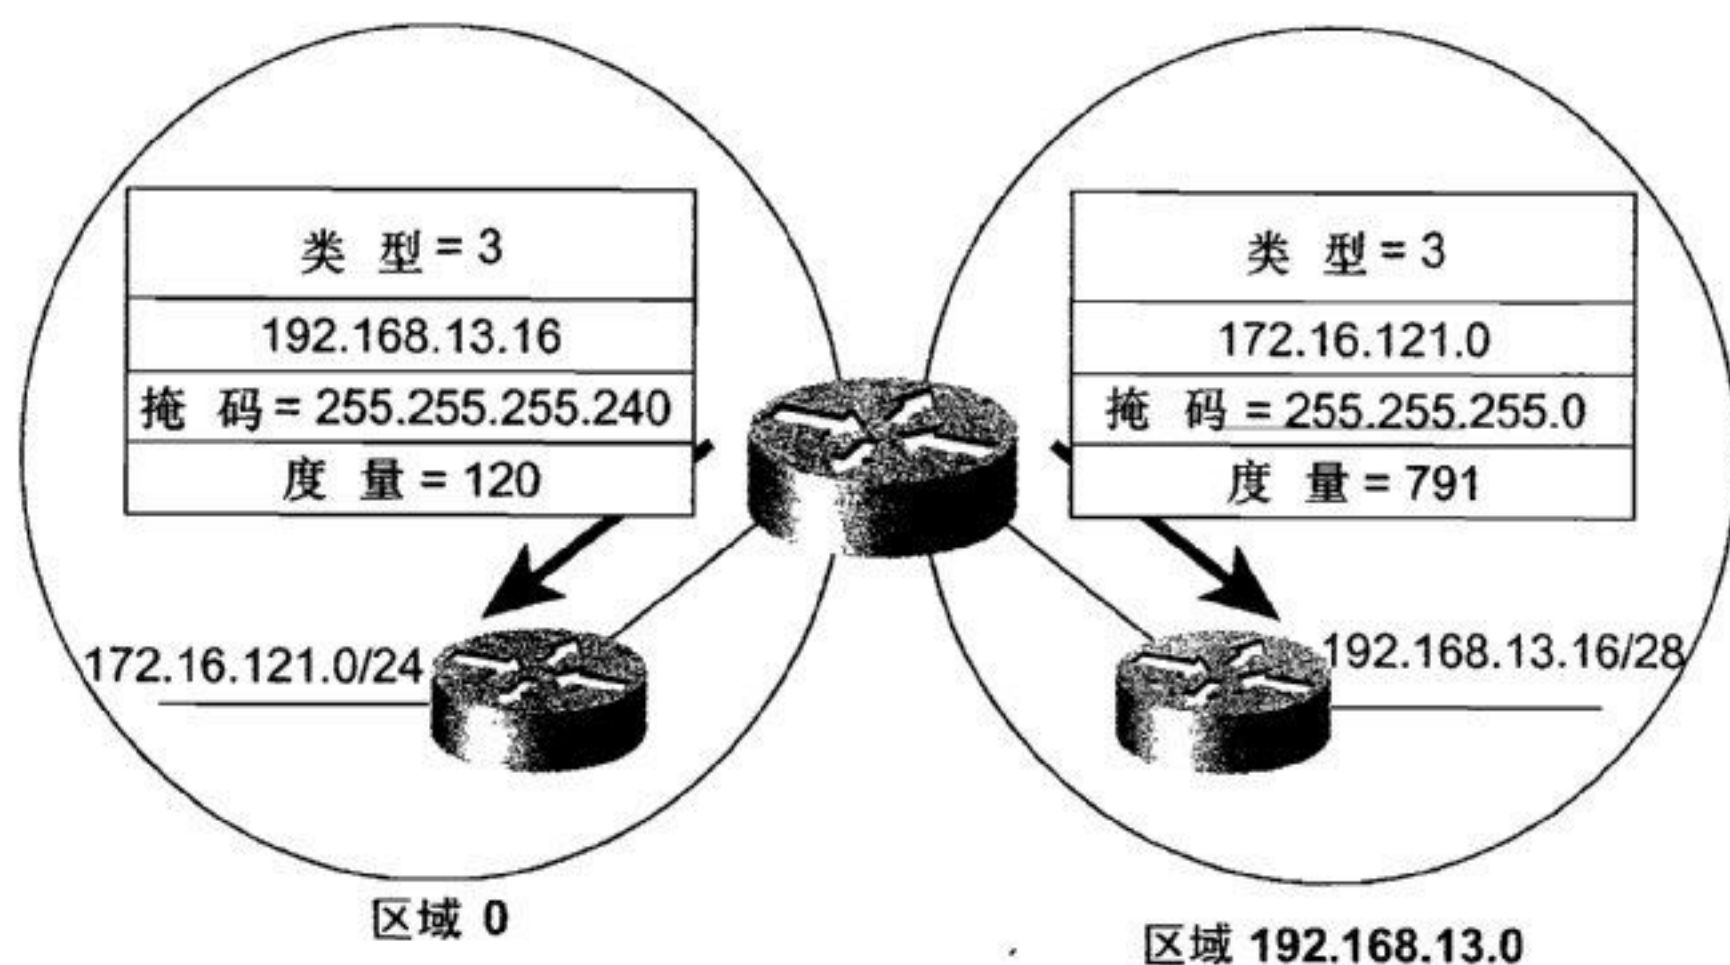 类 型 = 3
192.168.13.16
掩 码 = 255.255.255.240
度 量 = 120
类 型 = 3
172.16.121.0
掩 码 = 255.255.255.0
度 量 = 791
172.16.121.0/24
192.168.13.16/28
区域 0
区域 192.168.13.0